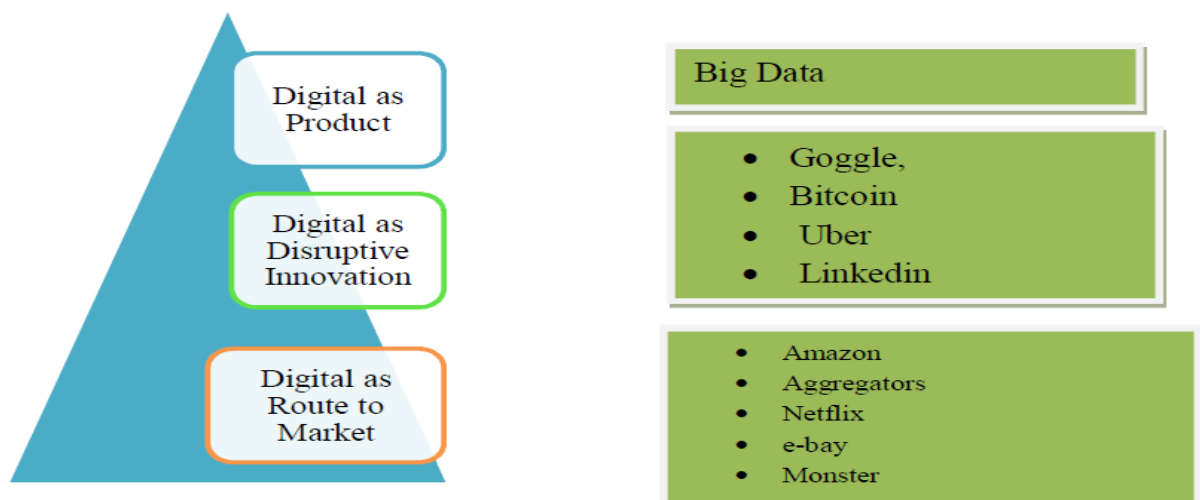 Digital as
Product
Big Data
Digital as
Disruptive
Innovation
• Goggle,
• Bitcoin
• Uber
• Linkedin
Digital as
Route to
Market
• Amazon
• Aggregators
• Netflix
• e-bay
• Monster